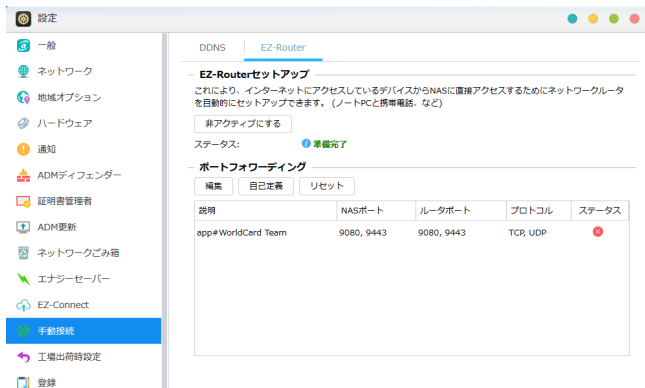 設定
一般
ネットワーク
地域オプション
ハードウェア
通知
ADMディフェンダー
証明書管理者
ADM更新
ネットワークごみ箱
エナジーセーバー
EZ-Connect
手動接続
工場出荷時設定
登録
DDNS EZ-Router
EZ-Routerセットアップ
これにより、インターネットにアクセスしているデバイスからNASに直接アクセスするためにネットワークルータ
を自動的にセットアップできます。 (ノートPCと携帯電話、など)
非アクティブにする
ステータス: 準備完了
ポートフォワーディング
編集 自己定義 リセット
説明 NASポート ルータポート プロトコル ステータス
app#WorldCard Team 9080, 9443 9080, 9443 TCP, UDP